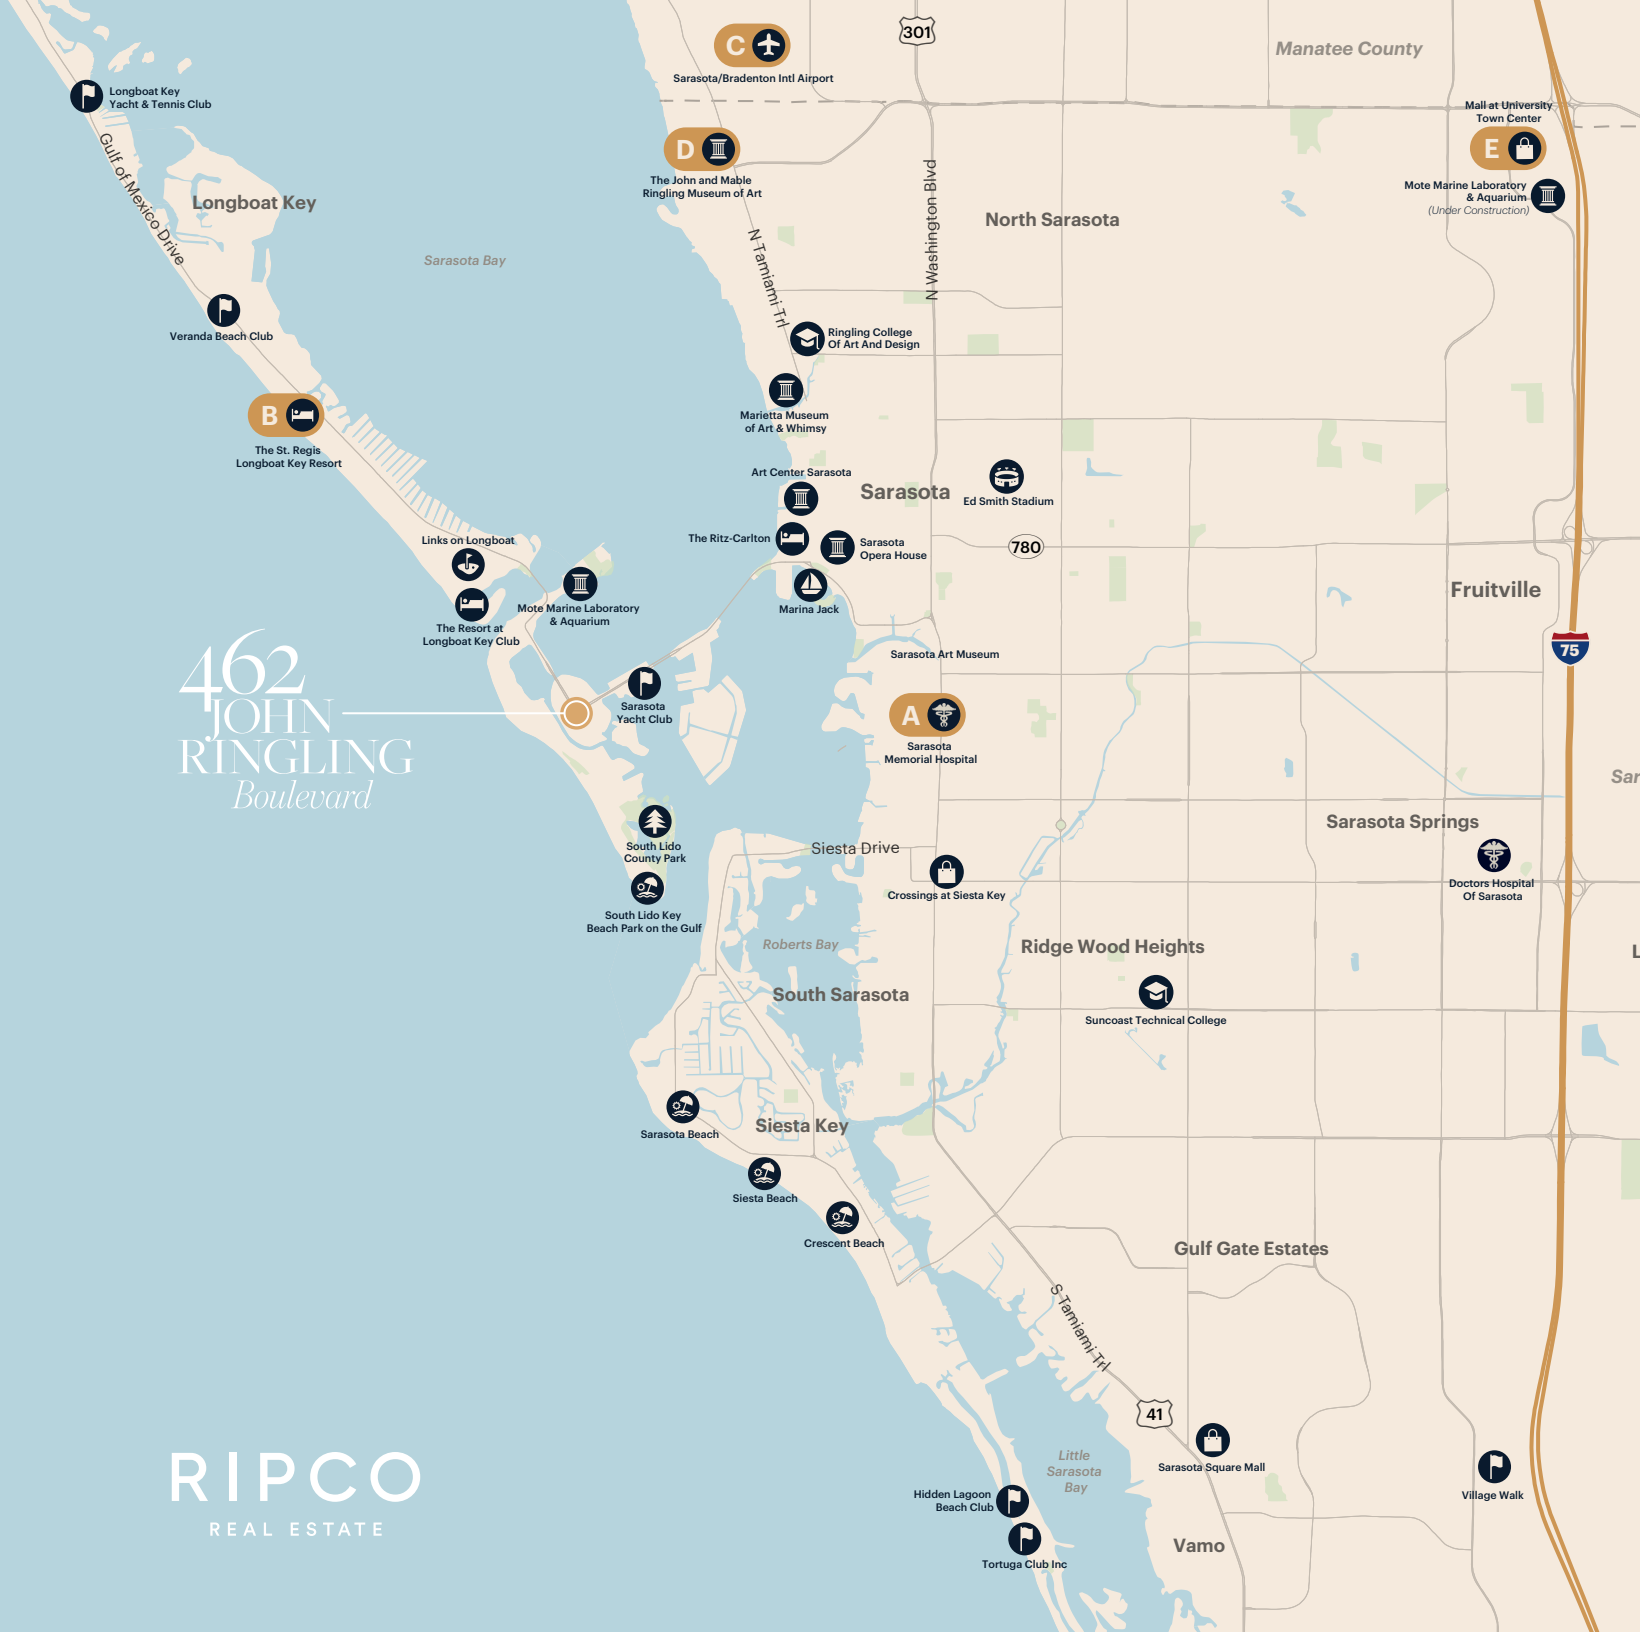 301
Manatee County
C
Sarasota/Bradenton Intl Airport
Longboat Key
Yacht & Tennis Club
Mall at University
Town Center
E
D
The John and Mable
Ringling Museum of Art
Mote Marine Laboratory
& Aquarium
(Under Construction)
Gulf of Mexico Drive
Longboat Key
North Sarasota
N Washington Blvd
Sarasota Bay
N Tamiami Trl
Veranda Beach Club
Ringling College
Of Art And Design
B
The St. Regis
Longboat Key Resort
Marietta Museum
of Art & Whimsy
Art Center Sarasota
Sarasota
Ed Smith Stadium
The Ritz-Carlton
Sarasota
Opera House
780
Links on Longboat
Fruitville
Marina Jack
Mote Marine Laboratory
& Aquarium
The Resort at
Longboat Key Club
75
Sarasota Art Museum
462
JOHN
RINGLING
Boulevard
Sarasota
Yacht Club
A
Sarasota
Memorial Hospital
Sar
Sarasota Springs
South Lido
County Park
Siesta Drive
Doctors Hospital
Of Sarasota
Crossings at Siesta Key
South Lido Key
Beach Park on the Gulf
Roberts Bay
Ridge Wood Heights
L
South Sarasota
Suncoast Technical College
Sarasota Beach
Siesta Key
Siesta Beach
Crescent Beach
Gulf Gate Estates
S Tamiami Trl
41
Sarasota Square Mall
Little
Sarasota
Bay
Village Walk
Hidden Lagoon
Beach Club
Tortuga Club Inc
Vamo
RIPCO
REAL ESTATE